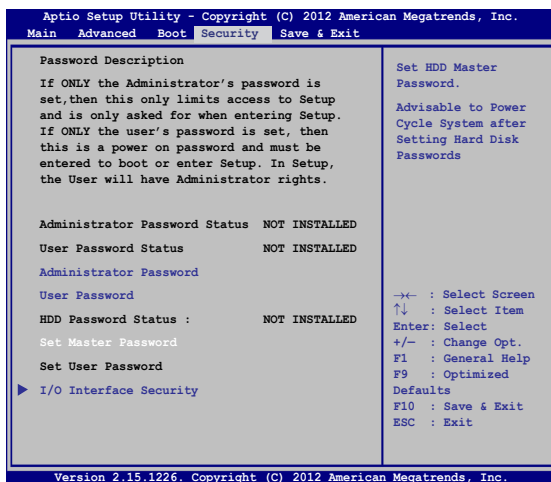 Aptio Setup Utility - Copyright (C) 2012 American Megatrends, Inc.
Main Advanced Boot Security Save & Exit
Password Description
If ONLY the Administrator's password is
set,then this only limits access to Setup
and is only asked for when entering Setup.
If ONLY the user's password is set, then
this is a power on password and must be
entered to boot or enter Setup. In Setup,
the User will have Administrator rights.
Administrator Password Status NOT INSTALLED
User Password Status NOT INSTALLED
Administrator Password
User Password
HDD Password Status : NOT INSTALLED
Set Master Password
Set User Password
I/O Interface Security
Set HDD Master
Password.
Advisable to Power
Cycle System after
Setting Hard Disk
Passwords
→← : Select Screen
↑↓ : Select Item
Enter: Select
+/— : Change Opt.
F1 : General Help
F9 : Optimized
Defaults
F10 : Save & Exit
ESC : Exit
Version 2.15.1226. Copyright (C) 2012 American Megatrends, Inc.